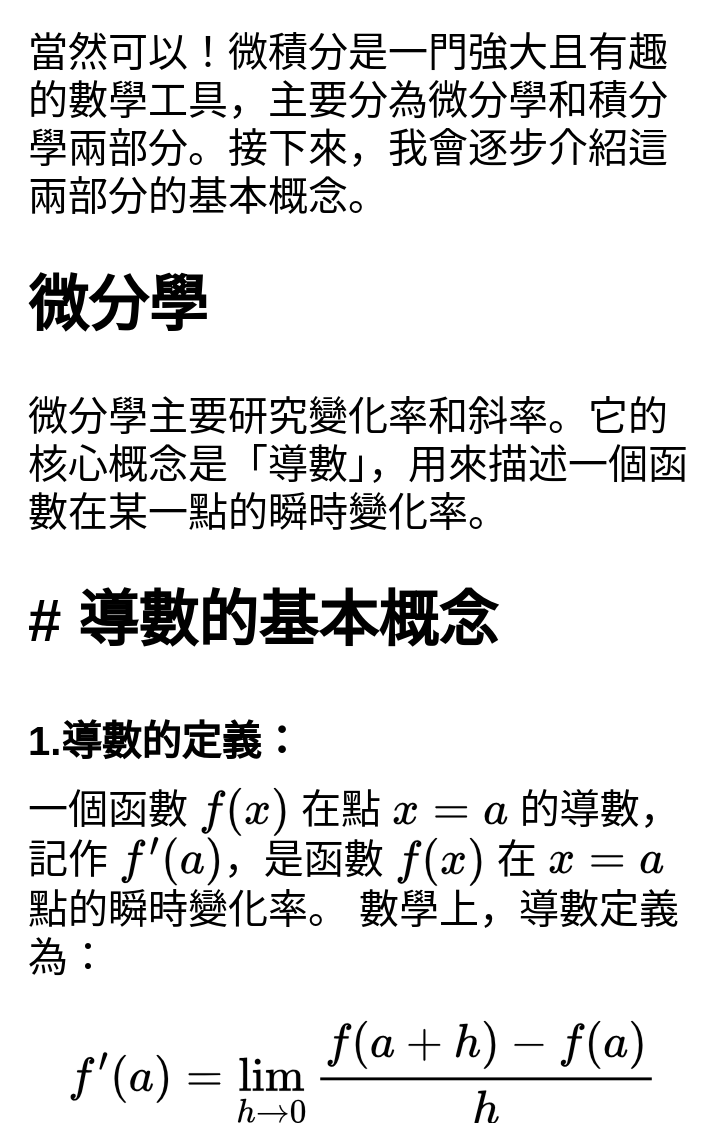 當然可以！微積分是一門強大且有趣
的數學工具，主要分為微分學和積分
學兩部分。接下來，我會逐步介紹這
兩部分的基本概念。
微分學
微分學主要研究變化率和斜率。它的
核心概念是「導數」，用來描述一個函
數在某一點的瞬時變化率。
# 導數的基本概念
1.導數的定義：
一個函數 f(x) 在點 x = a 的導數，
記作 f′(a)，是函數 f(x) 在 x = a
點的瞬時變化率。 數學上，導數定義
為：
f′(a) = lim h→0 (f(a + h) − f(a)) / h